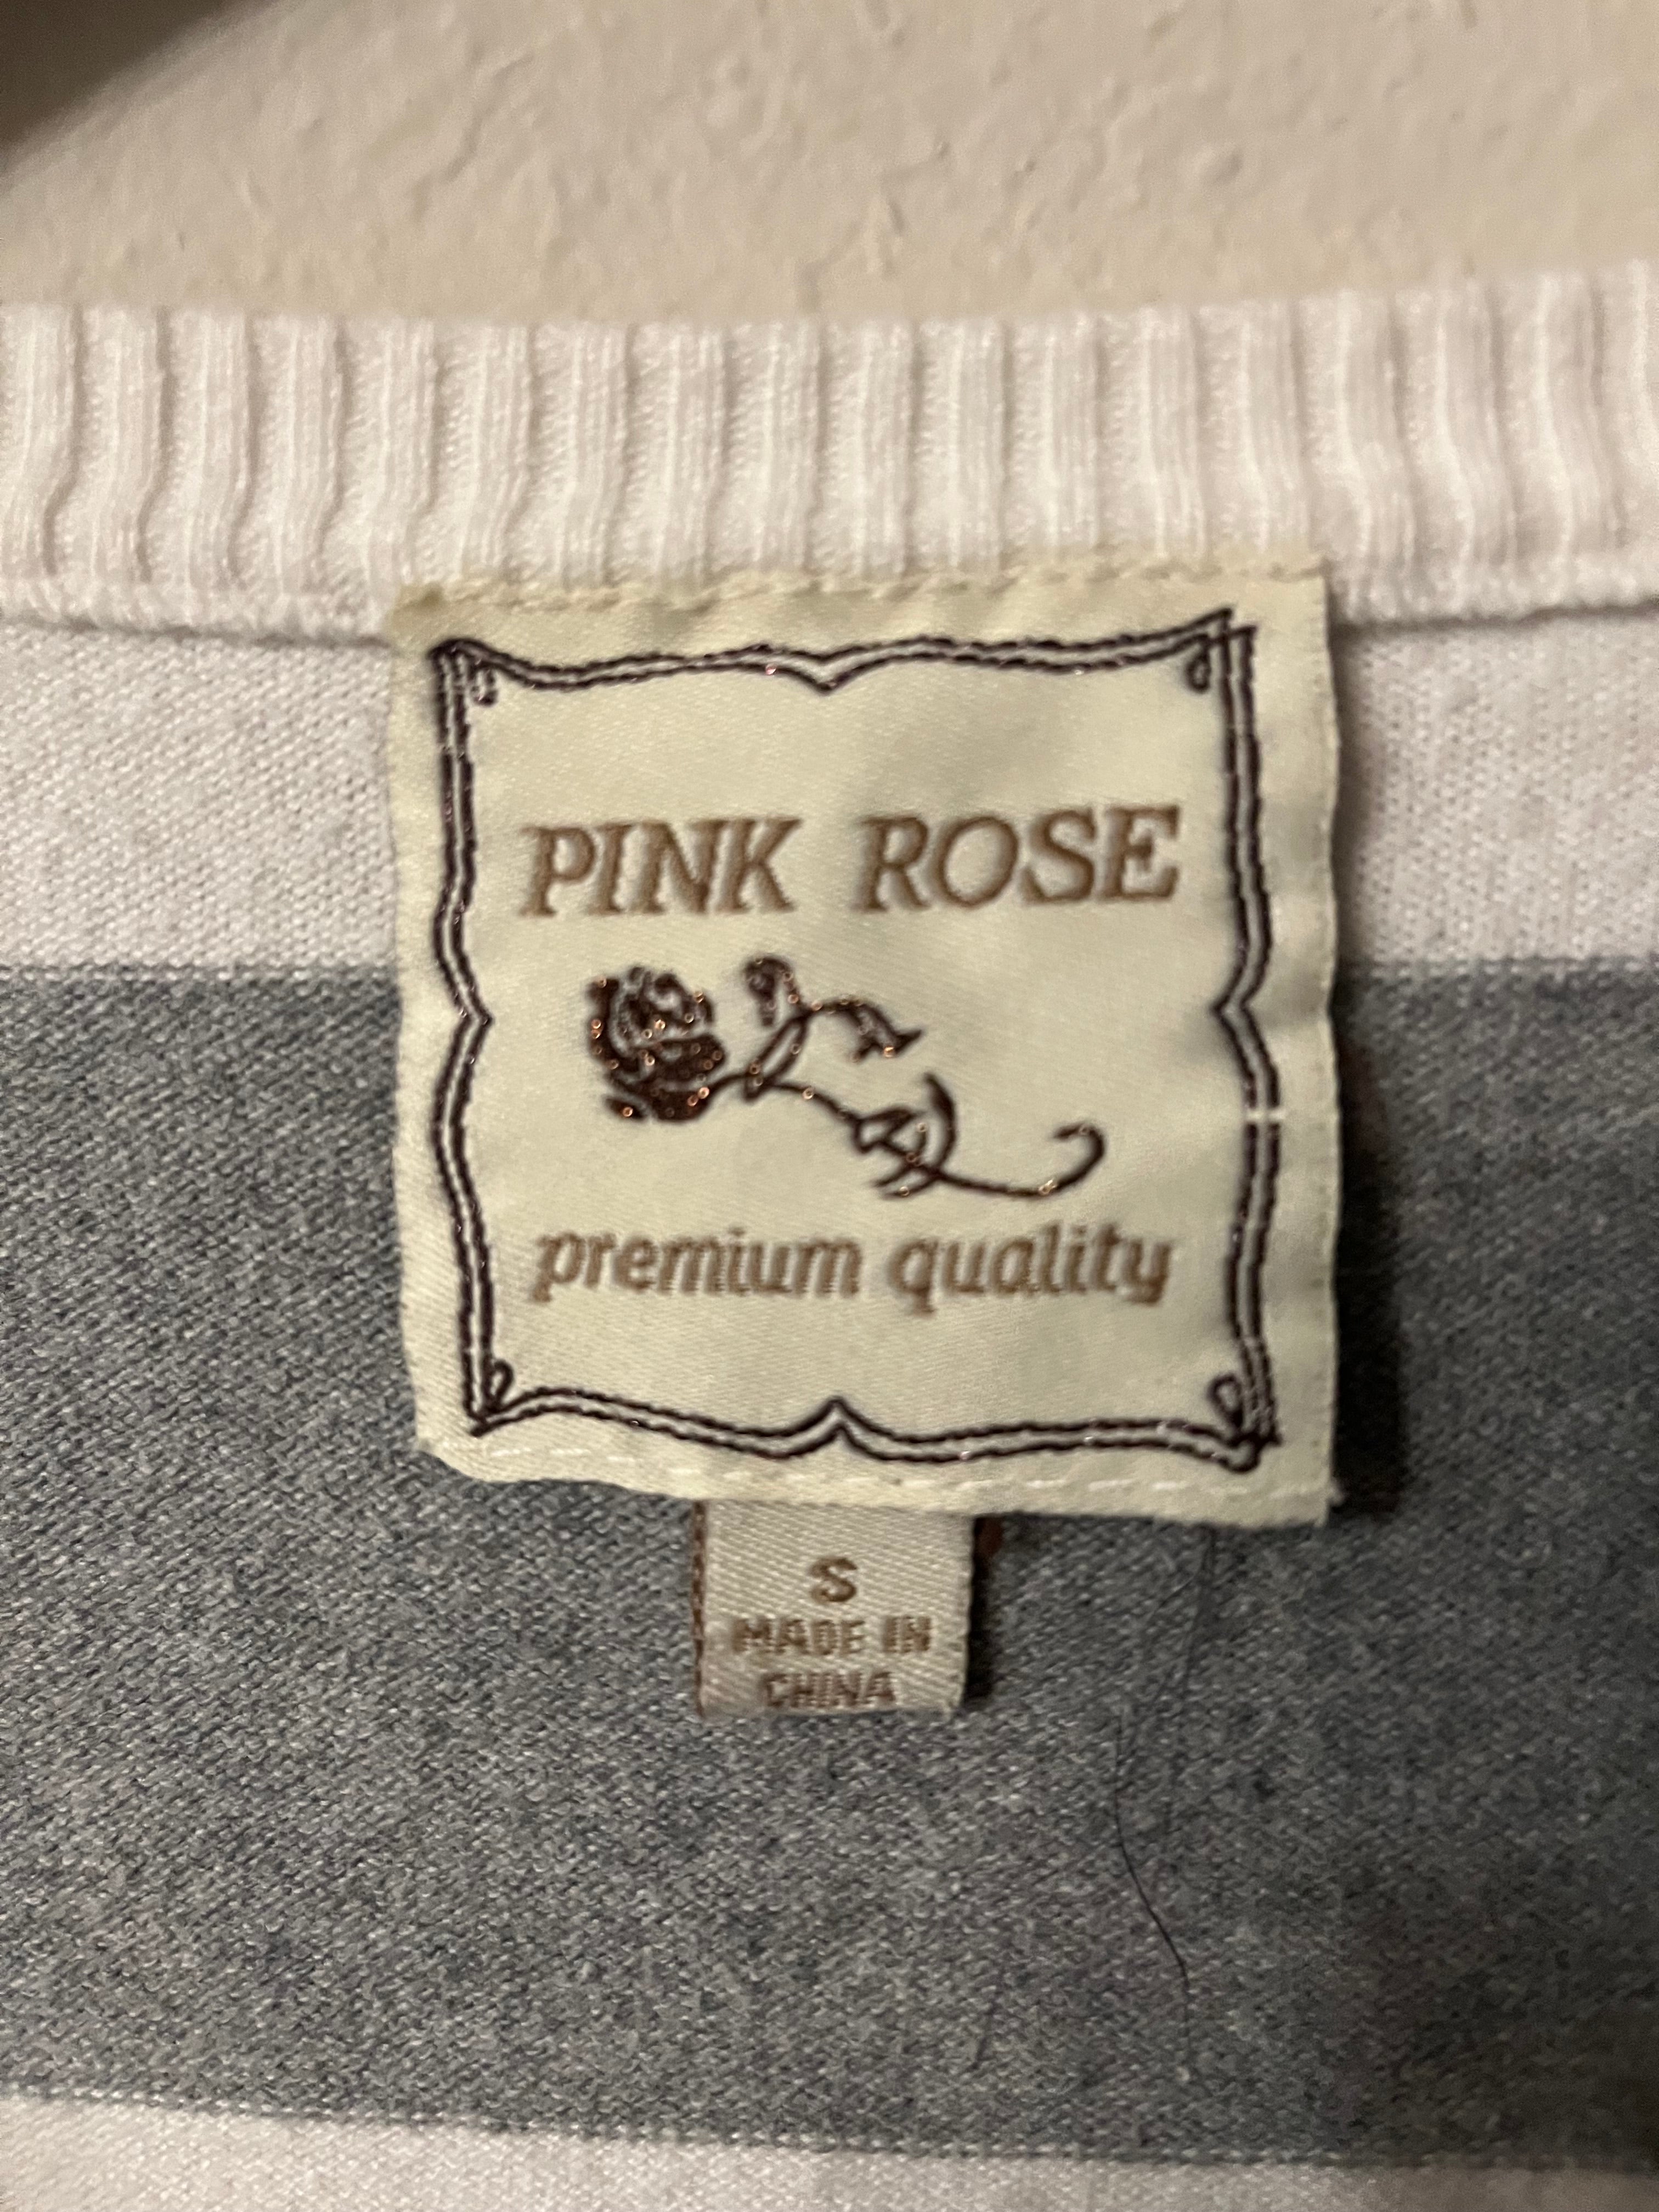 PINK ROSE
premium quality
S
MADE IN
CHINA